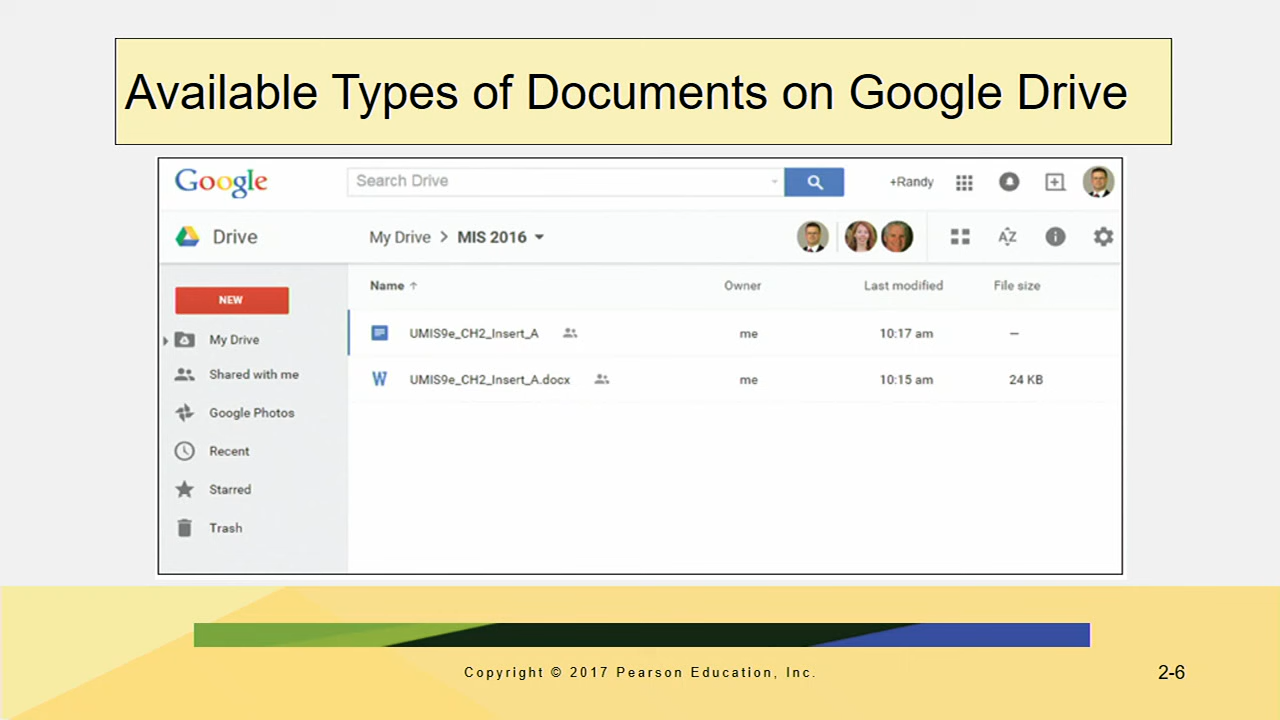 Available Types of Documents on Google Drive
Google
Search Drive
+Randy
Drive
My Drive > MIS 2016
AZ
NEW
My Drive
Shared with me
Google Photos
Recent
Starred
Trash
Name ↑ Owner Last modified File size
UMIS9e_CH2_Insert_A me 10:17 am —
W UMIS9e_CH2_Insert_A.docx me 10:15 am 24 KB
Copyright © 2017 Pearson Education, Inc.
2-6